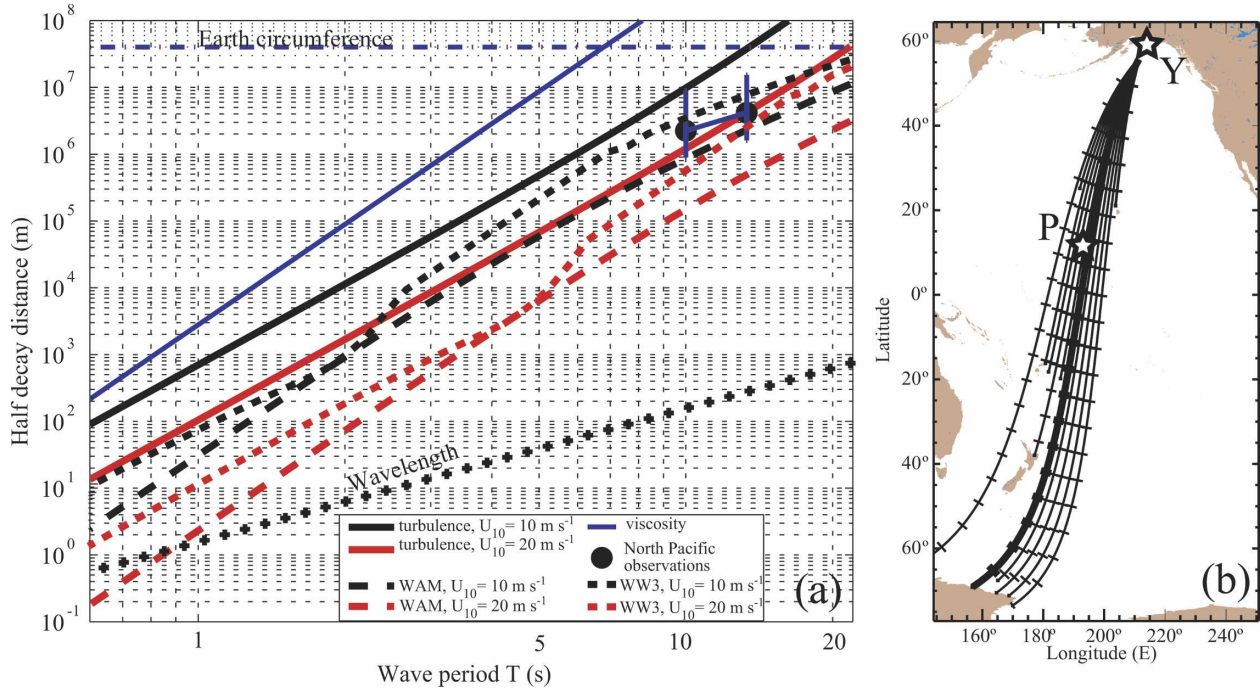 Earth circumference
10^8
10^7
10^6
10^5
10^4
10^3
10^2
10^1
10^0
10^-1
Half decay distance (m)
Wavelength
turbulence, U10= 10 m s-1
turbulence, U10= 20 m s-1
WAM, U10= 10 m s-1
WAM, U10= 20 m s-1
viscosity
North Pacific
observations
WW3, U10= 10 m s-1
WW3, U10= 20 m s-1
(a)
1
5
10
20
Wave period T (s)
60º
40º
20º
0º
20º
40º
60º
Latitude
Y
P
(b)
160º
180º
200º
220º
240º
Longitude (E)